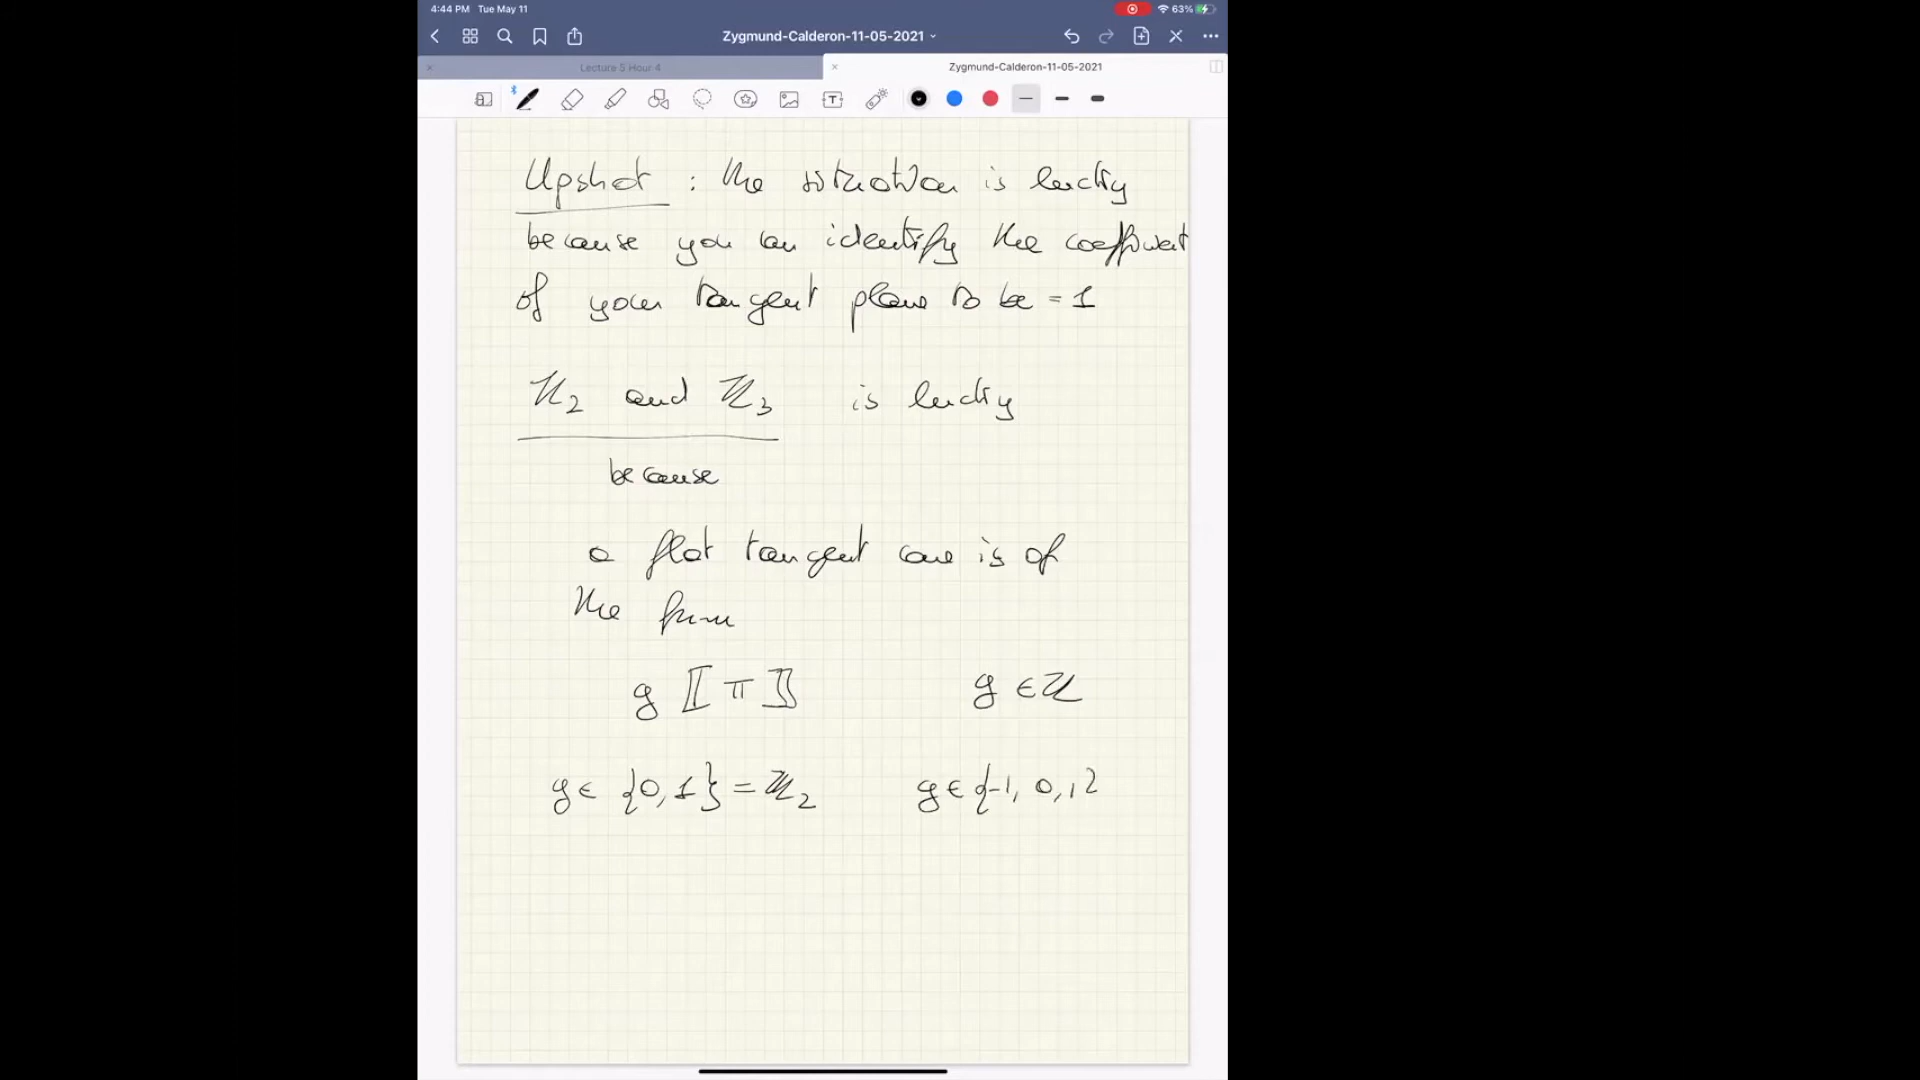 4:44 PM Tue May 11
63%
Zygmund-Calderon-11-05-2021
Lecture 5 Hour 4
Zygmund-Calderon-11-05-2021
Upshot : the situation is lucky
because you can identify the coefficient
of your tangent plane to be = 1
ℤ₂ and ℤ₃ is lucky
because
a flat tangent cone is of
the form
g ⟦π⟧ g ∈ ℤ
g ∈ {0, 1} = ℤ₂ g ∈ {-1, 0, 1}